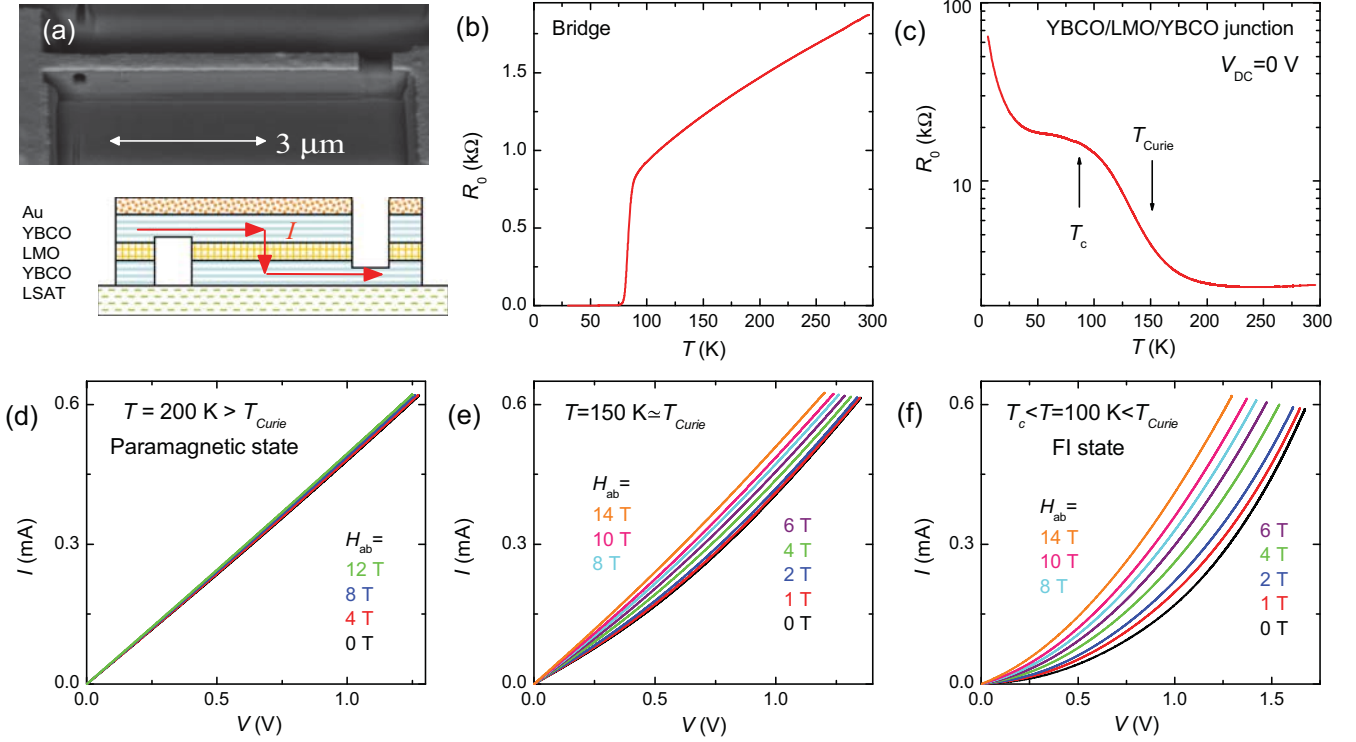 (a)
3 μm
Au
YBCO
LMO
YBCO
LSAT
I
(b)
Bridge
R0 (kΩ)
1.5
1.0
0.5
0.0
0 50 100 150 200 250 300
T (K)
(c)
YBCO/LMO/YBCO junction
VDC=0 V
R0 (kΩ)
100
10
Tc
TCurie
0 50 100 150 200 250 300
T (K)
(d)
T = 200 K > TCurie
Paramagnetic state
Hab=
12 T
8 T
4 T
0 T
I (mA)
0.6
0.3
0.0
0.0 0.5 1.0
V (V)
(e)
T=150 K≃TCurie
Hab=
14 T
10 T
8 T
6 T
4 T
2 T
1 T
0 T
I (mA)
0.6
0.3
0.0
0.0 0.5 1.0
V (V)
(f)
Tc<T=100 K<TCurie
FI state
Hab=
14 T
10 T
8 T
6 T
4 T
2 T
1 T
0 T
I (mA)
0.6
0.3
0.0
0.0 0.5 1.0 1.5
V (V)